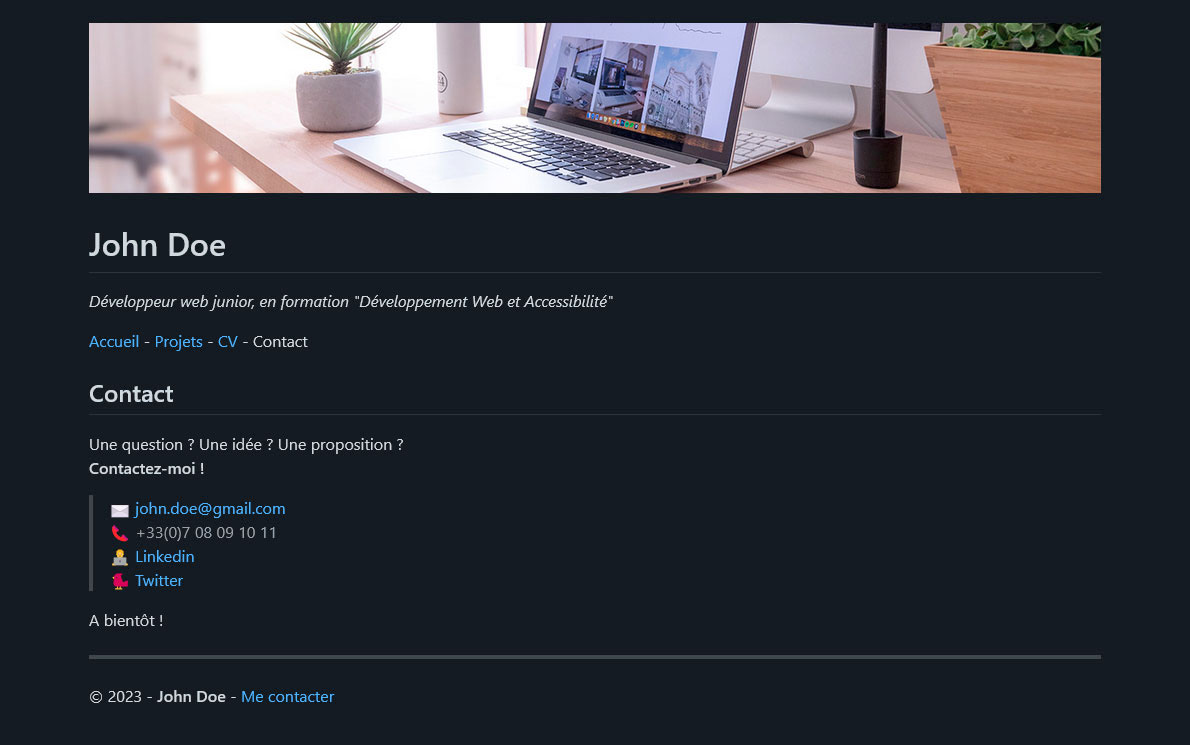 John Doe
Développeur web junior, en formation "Développement Web et Accessibilité"
Accueil - Projets - CV - Contact
Contact
Une question ? Une idée ? Une proposition ?
Contactez-moi !
john.doe@gmail.com
+33(0)7 08 09 10 11
Linkedin
Twitter
A bientôt !
© 2023 - John Doe - Me contacter